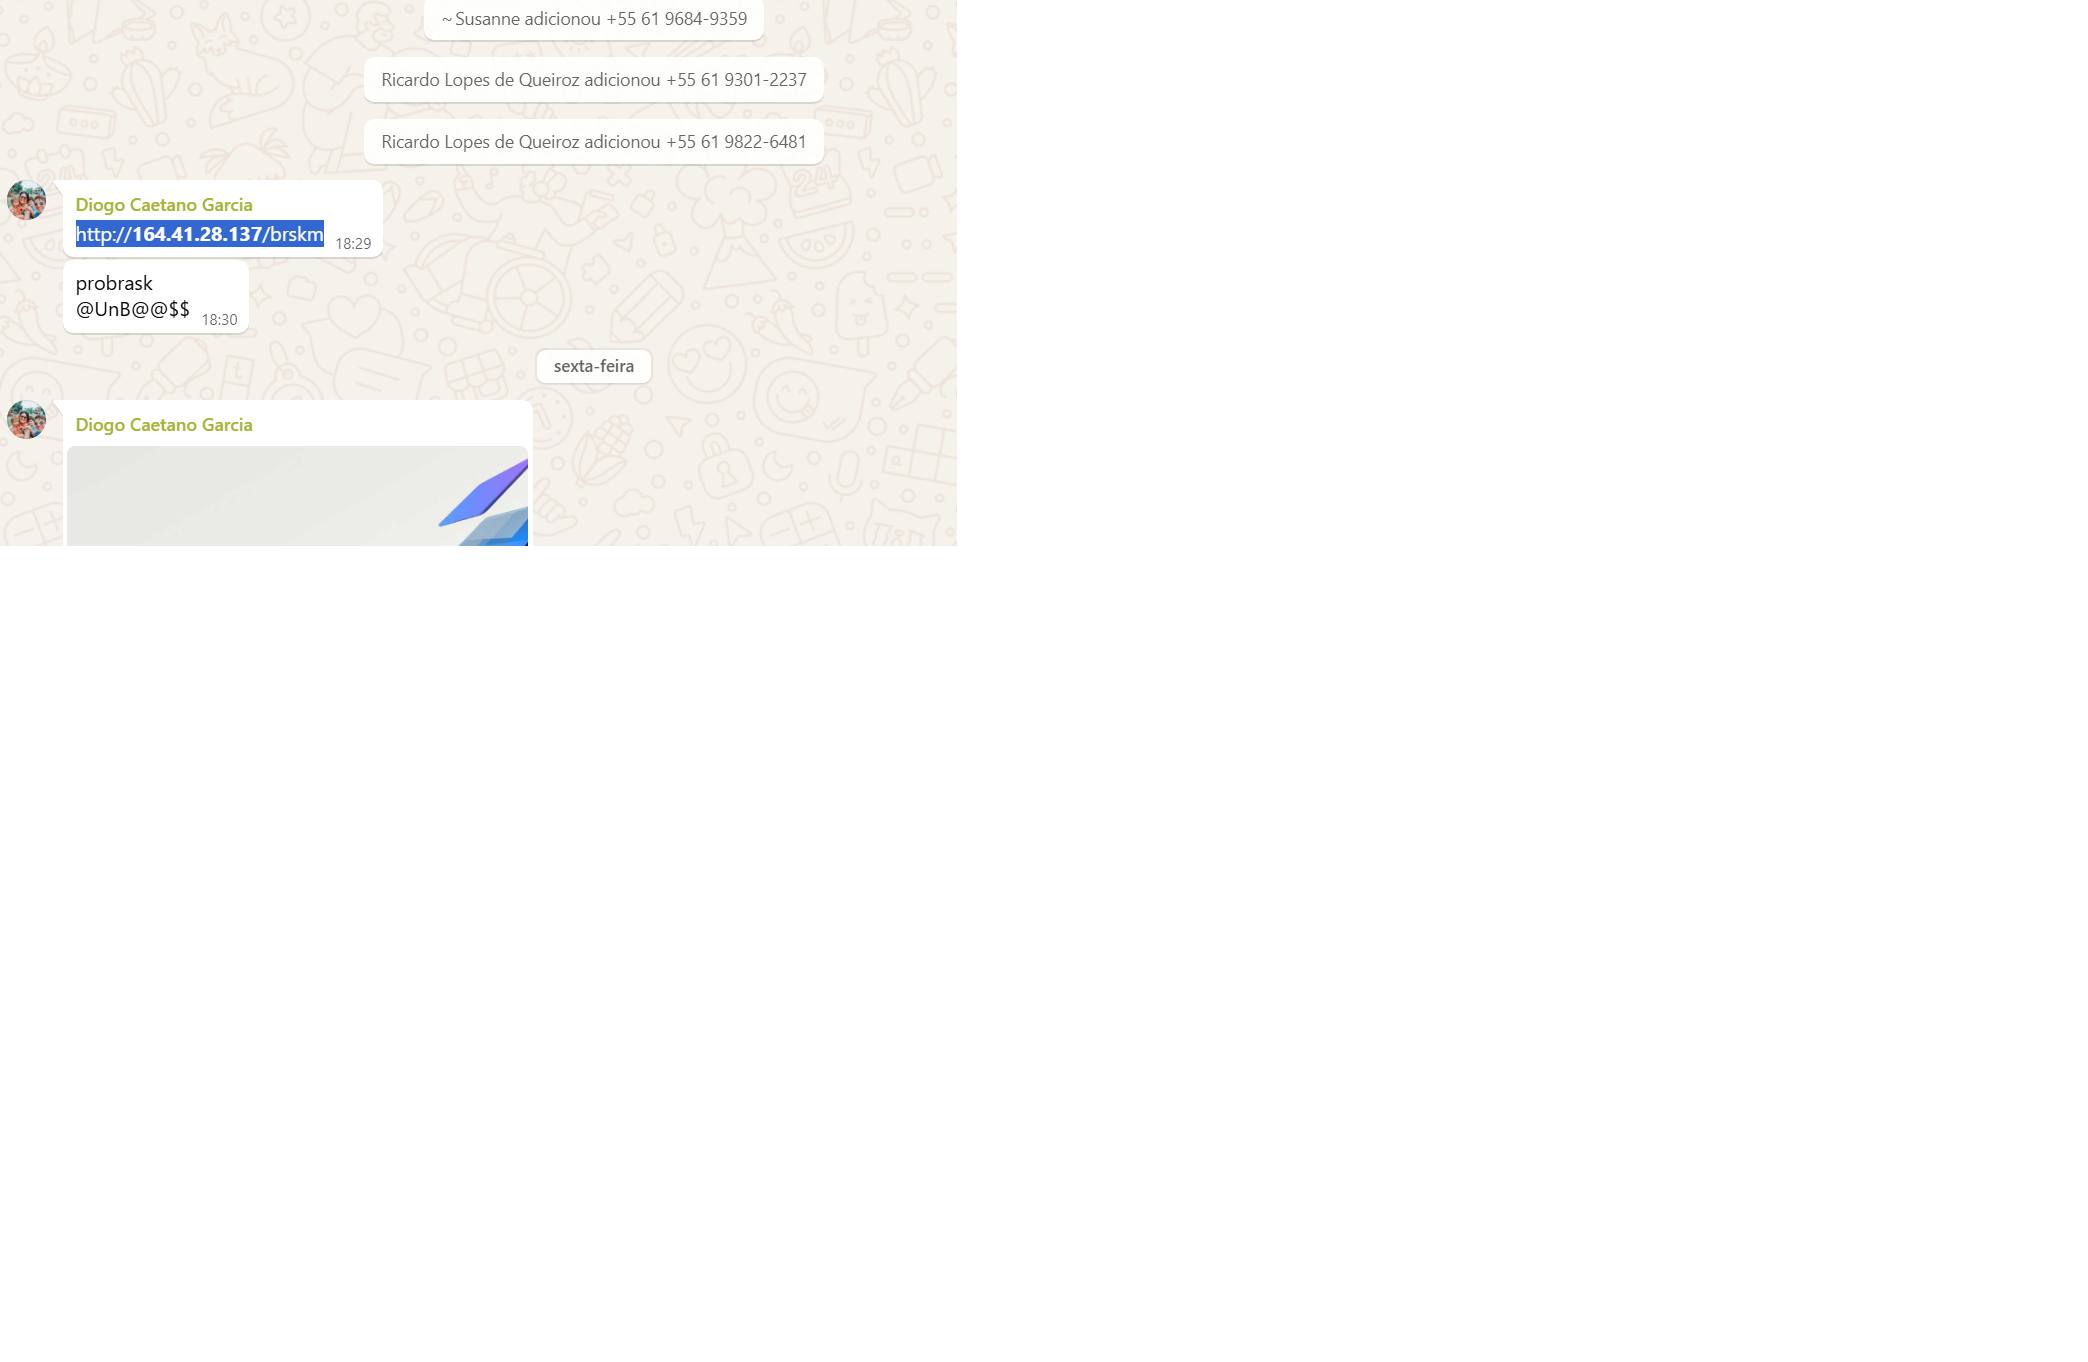 ~ Susanne adicionou +55 61 9684-9359
Ricardo Lopes de Queiroz adicionou +55 61 9301-2237
Ricardo Lopes de Queiroz adicionou +55 61 9822-6481
Diogo Caetano Garcia
http://164.41.28.137/brskm
18:29
probrask
@UnB@@$$
18:30
sexta-feira
Diogo Caetano Garcia